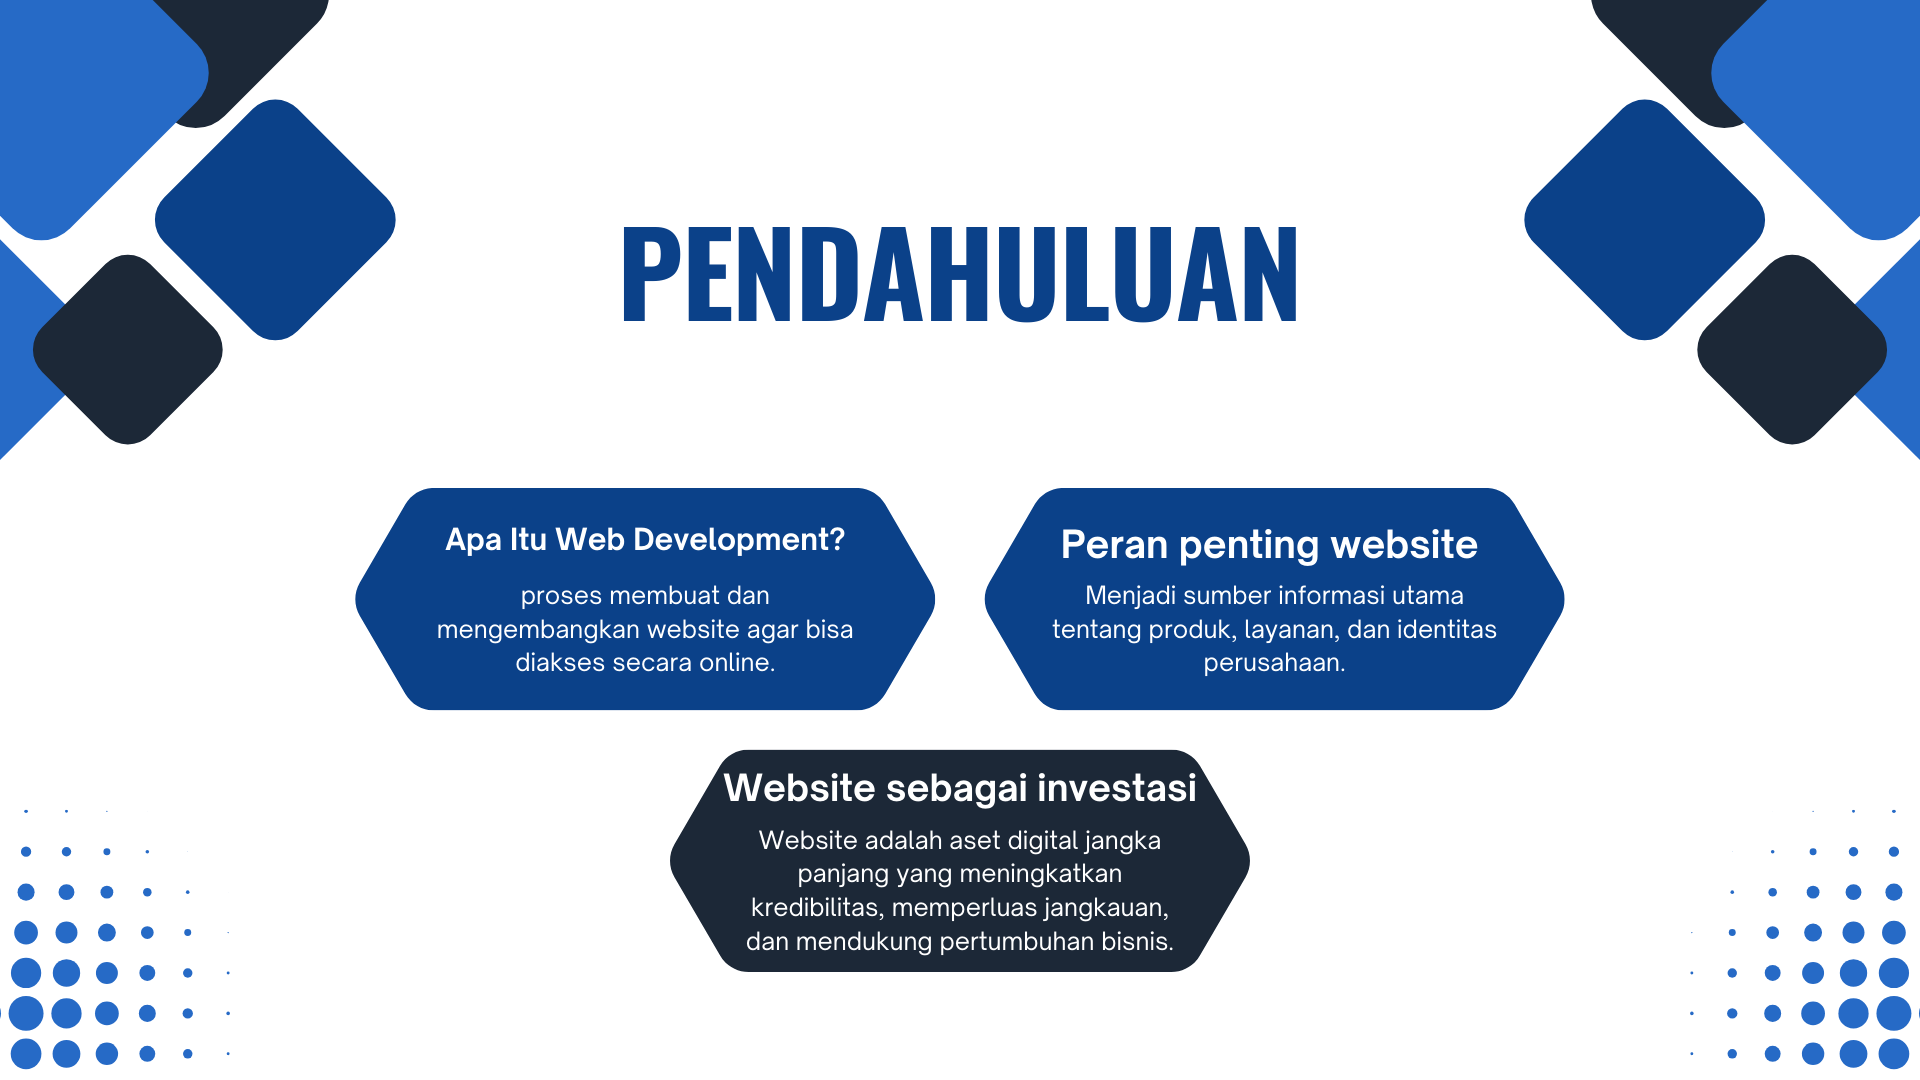 PENDAHULUAN
Apa Itu Web Development?
proses membuat dan
mengembangkan website agar bisa
diakses secara online.
Peran penting website
Menjadi sumber informasi utama
tentang produk, layanan, dan identitas
perusahaan.
Website sebagai investasi
Website adalah aset digital jangka
panjang yang meningkatkan
kredibilitas, memperluas jangkauan,
dan mendukung pertumbuhan bisnis.